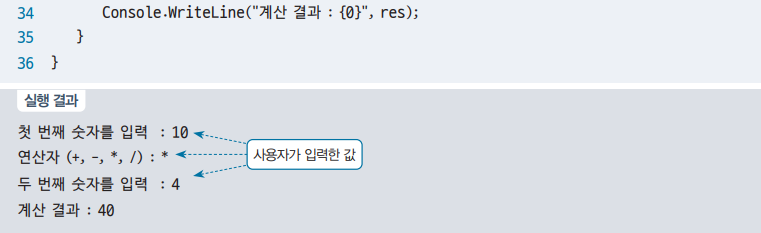 34 Console.WriteLine("계산 결과 : {0}", res);
35 }
36 }
실행 결과
첫 번째 숫자를 입력 : 10
연산자 (+, -, *, /) : *
사용자가 입력한 값
두 번째 숫자를 입력 : 4
계산 결과 : 40